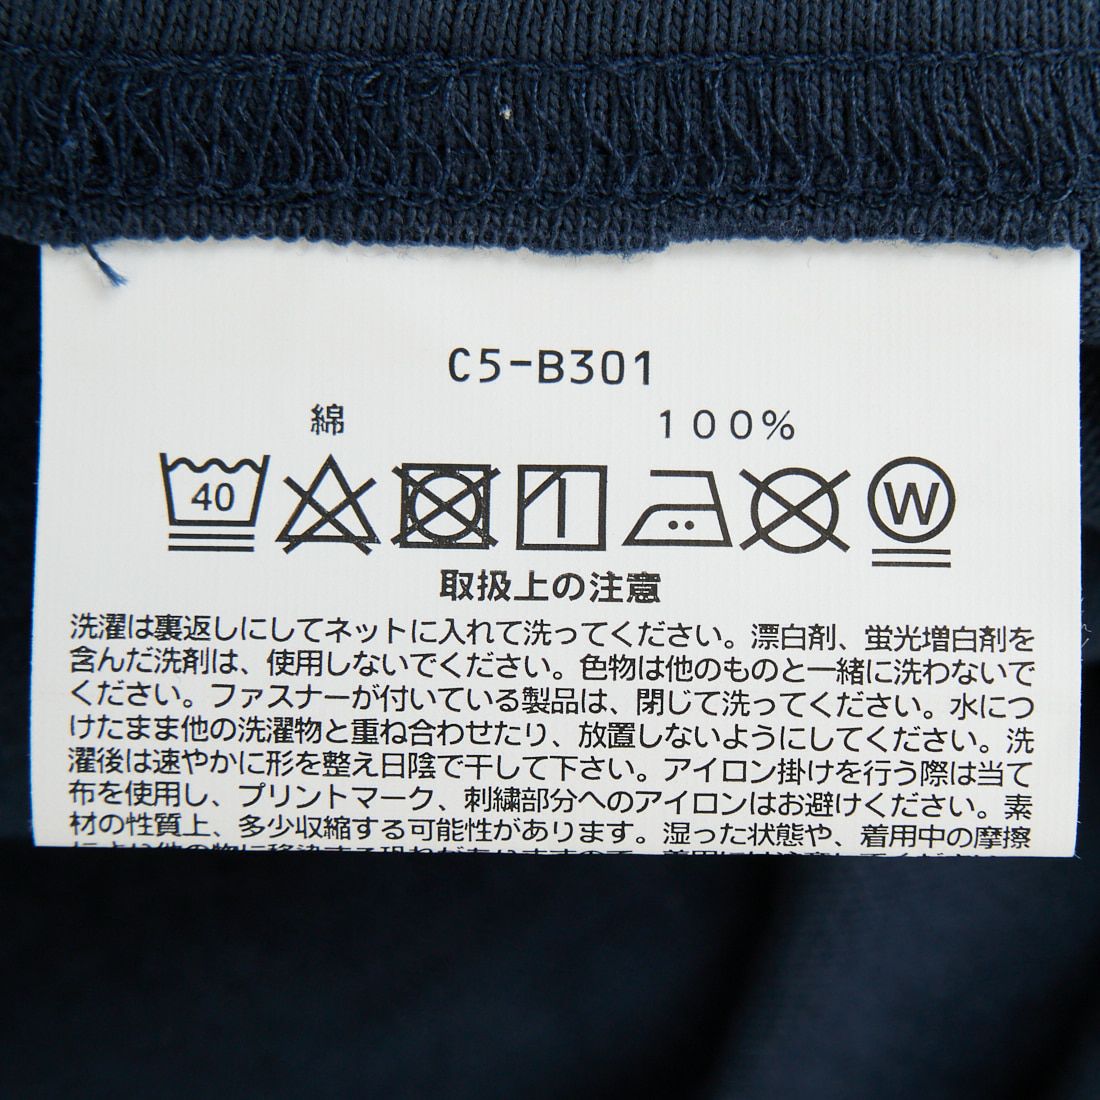 C5-B301
綿 100%
40 W
取扱上の注意
洗濯は裏返しにしてネットに入れて洗ってください。漂白剤、蛍光増白剤を
含んだ洗剤は、使用しないでください。色物は他のものと一緒に洗わないで
ください。ファスナーが付いている製品は、閉じて洗ってください。水につ
けたまま他の洗濯物と重ね合わせたり、放置しないようにしてください。洗
濯後は速やかに形を整え日陰で干して下さい。アイロン掛けを行う際は当て
布を使用し、プリントマーク、刺繍部分へのアイロンはお避けください。素
材の性質上、多少収縮する可能性があります。湿った状態や、着用中の摩擦